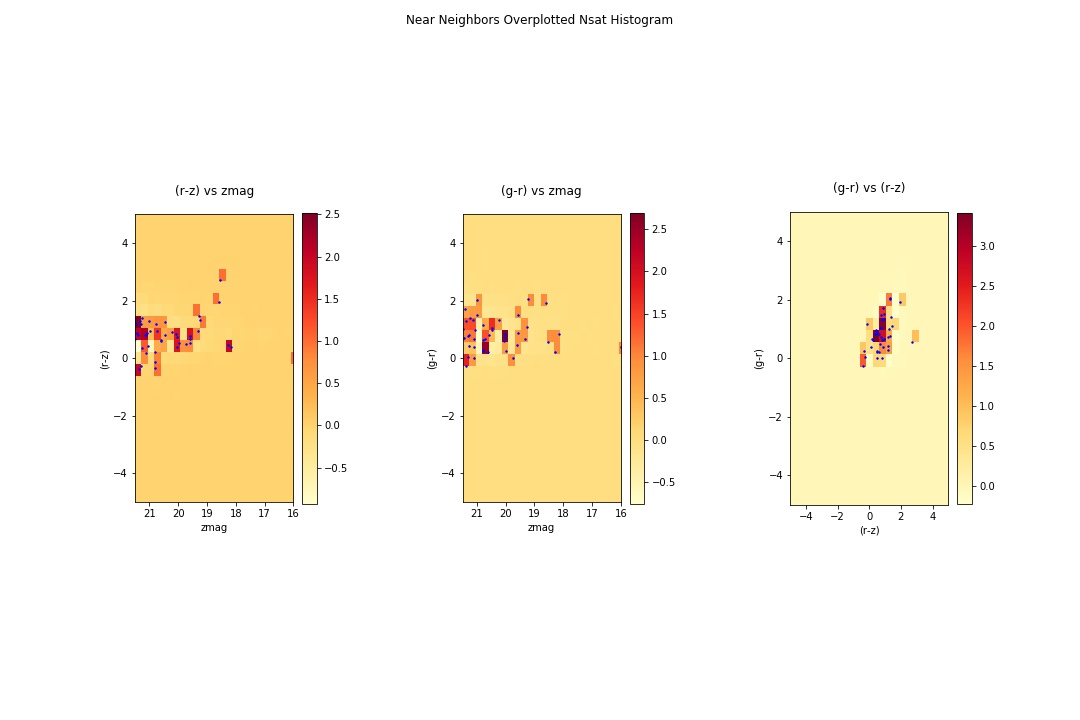 Near Neighbors Overplotted Nsat Histogram
(r-z) vs zmag
4
2
0
−2
−4
(r-z)
21 20 19 18 17 16
zmag
2.5
2.0
1.5
1.0
0.5
0.0
−0.5
(g-r) vs zmag
4
2
0
−2
−4
(g-r)
21 20 19 18 17 16
zmag
2.5
2.0
1.5
1.0
0.5
0.0
−0.5
(g-r) vs (r-z)
4
2
0
−2
−4
(g-r)
−4 −2 0 2 4
(r-z)
3.0
2.5
2.0
1.5
1.0
0.5
0.0